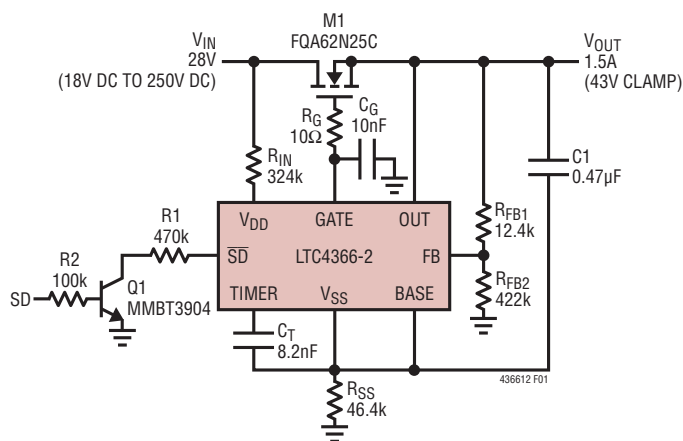 M1
FQA62N25C
VIN
28V
(18V DC TO 250V DC)
VOUT
1.5A
(43V CLAMP)
RG
10Ω
CG
10nF
RIN
324k
C1
0.47µF
R1
470k
VDD
GATE
OUT
RFB1
12.4k
SD
LTC4366-2
FB
R2
100k
SD
Q1
MMBT3904
TIMER
VSS
BASE
RFB2
422k
CT
8.2nF
436612 F01
RSS
46.4k